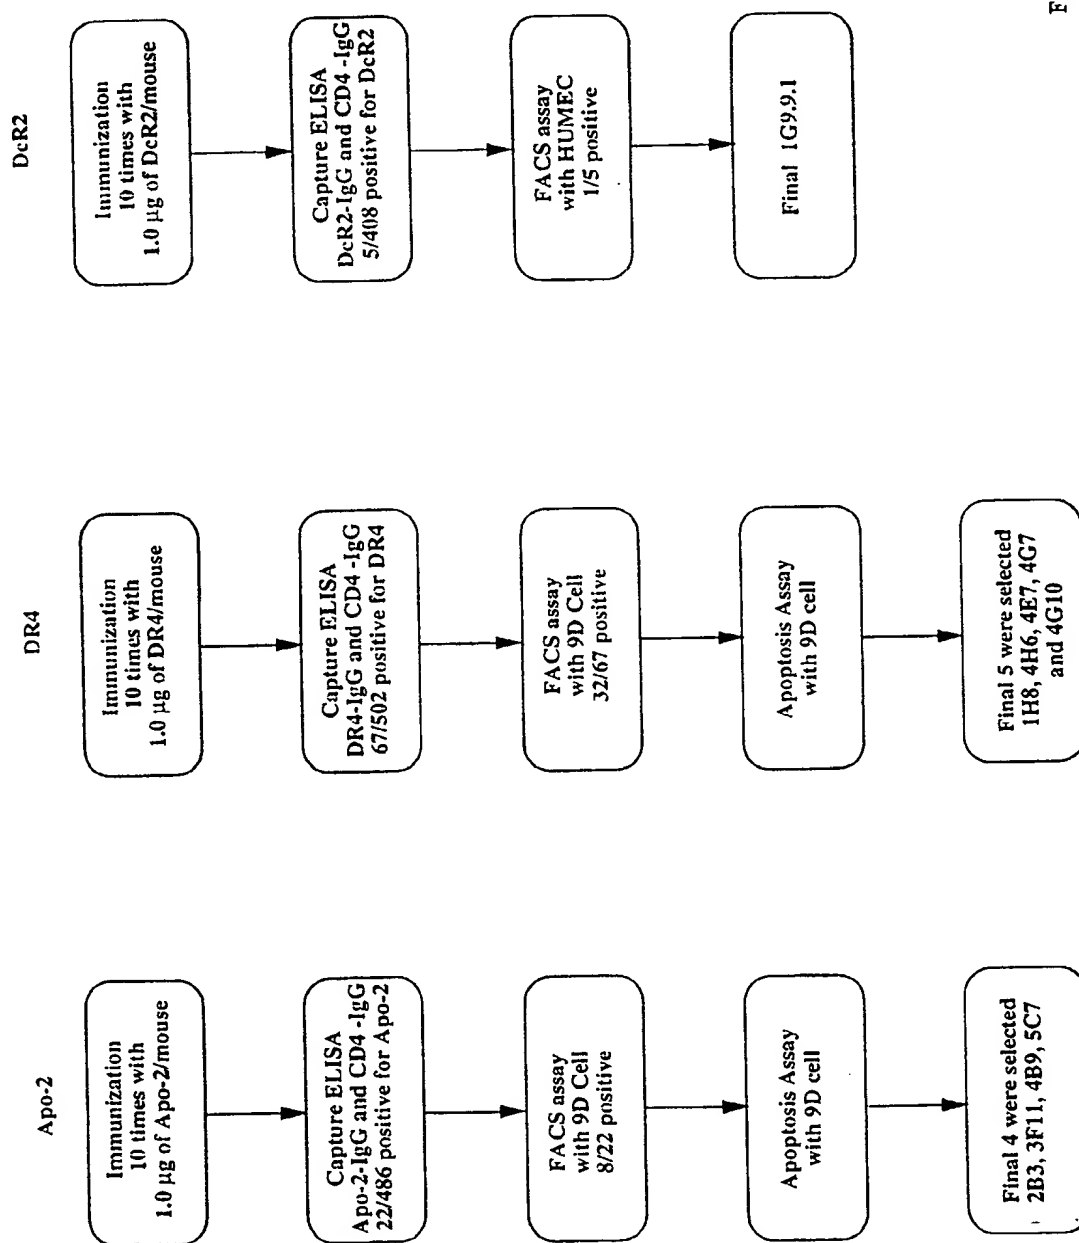 Apo-2
Immunization
10 times with
1.0 µg of Apo-2/mouse
Capture ELISA
Apo-2-IgG and CD4 -IgG
22/486 positive for Apo-2
FACS assay
with 9D Cell
8/22 positive
Apoptosis Assay
with 9D cell
Final 4 were selected
2B3, 3F11, 4B9, 5C7
DR4
Immunization
10 times with
1.0 µg of DR4/mouse
Capture ELISA
DR4-IgG and CD4 -IgG
67/502 positive for DR4
FACS assay
with 9D Cell
32/67 positive
Apoptosis Assay
with 9D cell
Final 5 were selected
1H8, 4H6, 4E7, 4G7
and 4G10
DcR2
Immunization
10 times with
1.0 µg of DcR2/mouse
Capture ELISA
DcR2-IgG and CD4 -IgG
5/408 positive for DcR2
FACS assay
with HUMEC
1/5 positive
Final 1G9.9.1
F